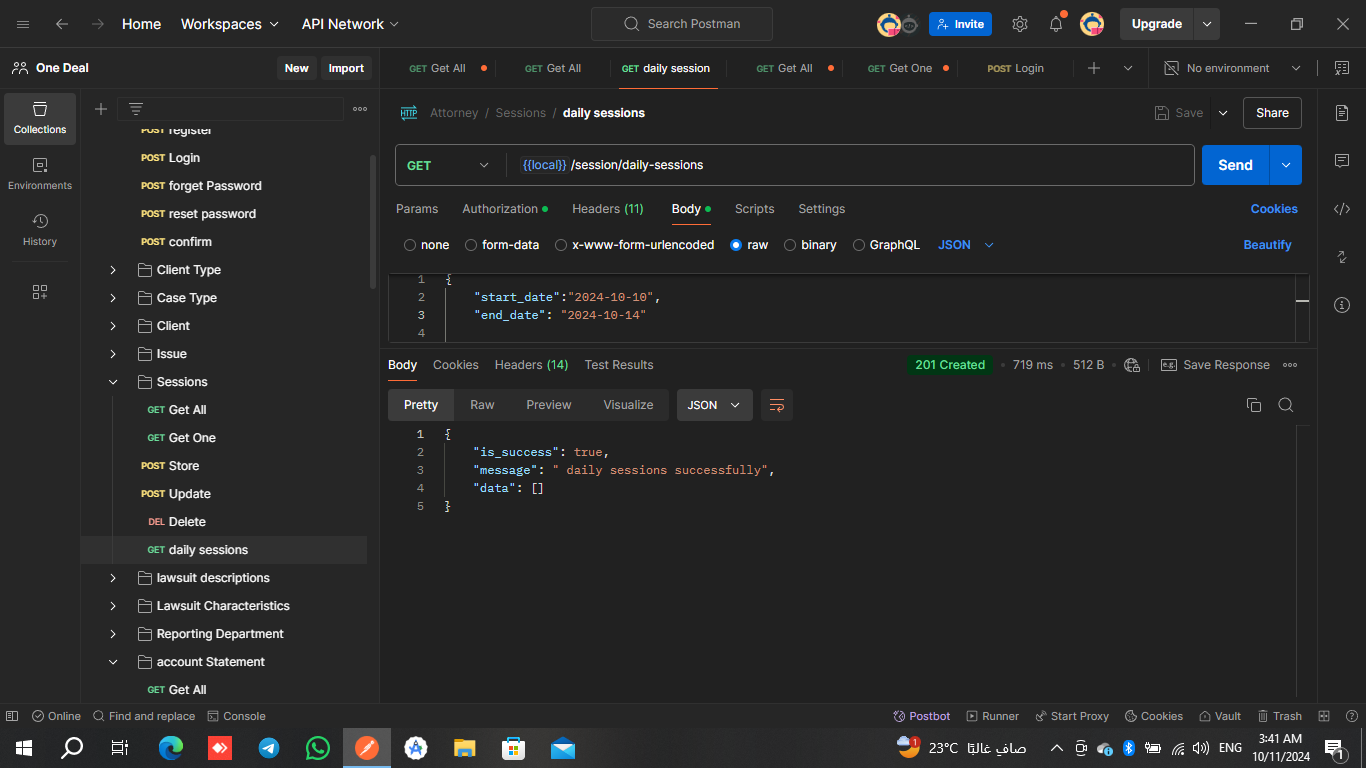 Home Workspaces API Network Search Postman Invite Upgrade
One Deal New Import
GET Get All GET Get All GET daily session GET Get All GET Get One POST Login No environment
Collections
Environments
History
POST register
POST Login
POST forget Password
POST reset password
POST confirm
Client Type
Case Type
Client
Issue
Sessions
GET Get All
GET Get One
POST Store
POST Update
DEL Delete
GET daily sessions
lawsuit descriptions
Lawsuit Characteristics
Reporting Department
account Statement
GET Get All
HTTP Attorney / Sessions / daily sessions Save Share
GET {{local}} /session/daily-sessions Send
Params Authorization Headers (11) Body Scripts Settings Cookies
none form-data x-www-form-urlencoded raw binary GraphQL JSON Beautify
1 {
2 "start_date":"2024-10-10",
3 "end_date": "2024-10-14"
4
Body Cookies Headers (14) Test Results 201 Created 719 ms 512 B e.g. Save Response
Pretty Raw Preview Visualize JSON
1 {
2 "is_success": true,
3 "message": " daily sessions successfully",
4 "data": []
5 }
Online Find and replace Console Postbot Runner Start Proxy Cookies Vault Trash
1 23°C صاف غالبًا ENG 3:41 AM
10/11/2024 1